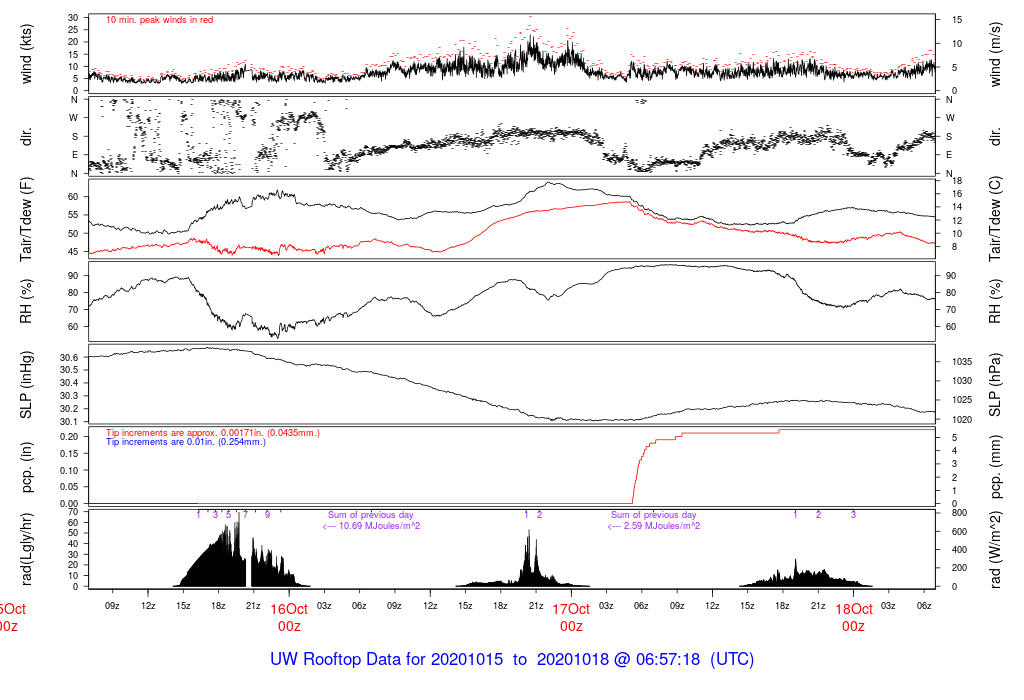 10 min. peak winds in red
wind (kts)
30
25
20
15
10
5
0
15
10
5
0
wind (m/s)
dir.
N
W
S
E
N
N
W
S
E
N
dir.
Tair/Tdew (F)
60
55
50
45
18
16
14
12
10
8
Tair/Tdew (C)
RH (%)
90
80
70
60
90
80
70
60
RH (%)
SLP (inHg)
30.6
30.5
30.4
30.3
30.2
30.1
1035
1030
1025
1020
SLP (hPa)
Tip increments are approx. 0.00171in. (0.0435mm.)
Tip increments are 0.01in. (0.254mm.)
pcp. (in)
0.20
0.15
0.10
0.05
0.00
5
4
3
2
1
0
pcp. (mm)
1 3 5 7 9 Sum of previous day 1 2 Sum of previous day 1 2 3
<--- 10.69 MJoules/m^2 <--- 2.59 MJoules/m^2
rad(Lgly/hr)
70
60
50
40
30
20
10
0
800
600
400
200
0
rad (W/m^2)
09z 12z 15z 18z 21z 03z 06z 09z 12z 15z 18z 21z 03z 06z 09z 12z 15z 18z 21z 03z 06z
5Oct 16Oct 17Oct 18Oct
00z 00z 00z 00z
UW Rooftop Data for 20201015 to 20201018 @ 06:57:18 (UTC)